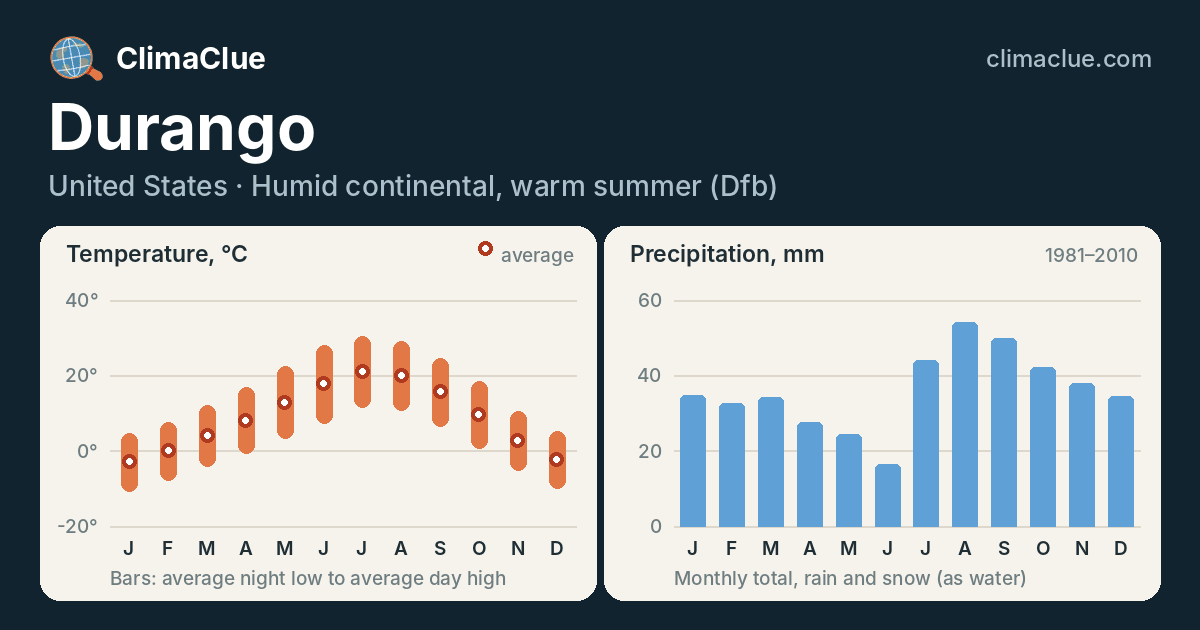 ClimaClue
climaclue.com
Durango
United States · Humid continental, warm summer (Dfb)
Temperature, °C
average
40°
20°
0°
-20°
J F M A M J J A S O N D
Bars: average night low to average day high
Precipitation, mm
1981–2010
60
40
20
0
J F M A M J J A S O N D
Monthly total, rain and snow (as water)